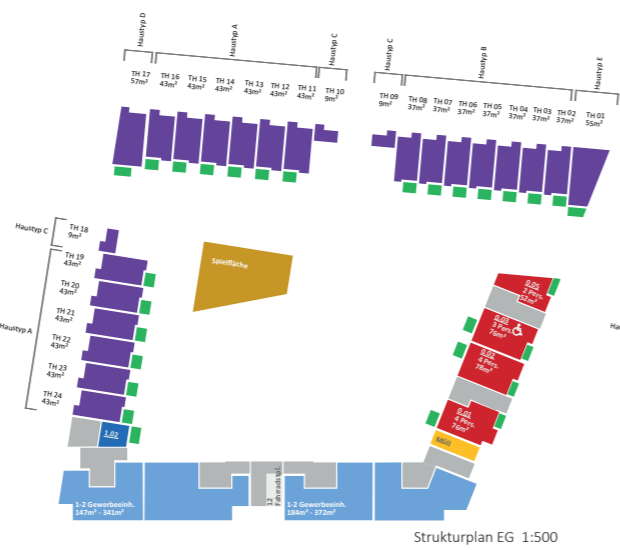 Haustyp D
Haustyp A
Haustyp C
Haustyp C
Haustyp B
Haustyp E
TH 17
57m²
TH 16
43m²
TH 15
43m²
TH 14
43m²
TH 13
43m²
TH 12
43m²
TH 11
43m²
TH 10
9m²
TH 09
9m²
TH 08
37m²
TH 07
37m²
TH 06
37m²
TH 05
37m²
TH 04
37m²
TH 03
37m²
TH 02
37m²
TH 01
55m²
Haustyp C
TH 18
9m²
TH 19
43m²
TH 20
43m²
TH 21
43m²
TH 22
43m²
TH 23
43m²
TH 24
43m²
Haustyp A
Spielfläche
0.05
2 Pers.
52m²
0.03
3 Pers.
76m²
0.02
4 Pers.
78m²
0.01
4 Pers.
76m²
Hau
Müll
1.02
1-2 Gewerbeeinh.
147m² - 341m²
12
Fahrradstpl.
1-2 Gewerbeeinh.
184m² - 372m²
Strukturplan EG 1:500